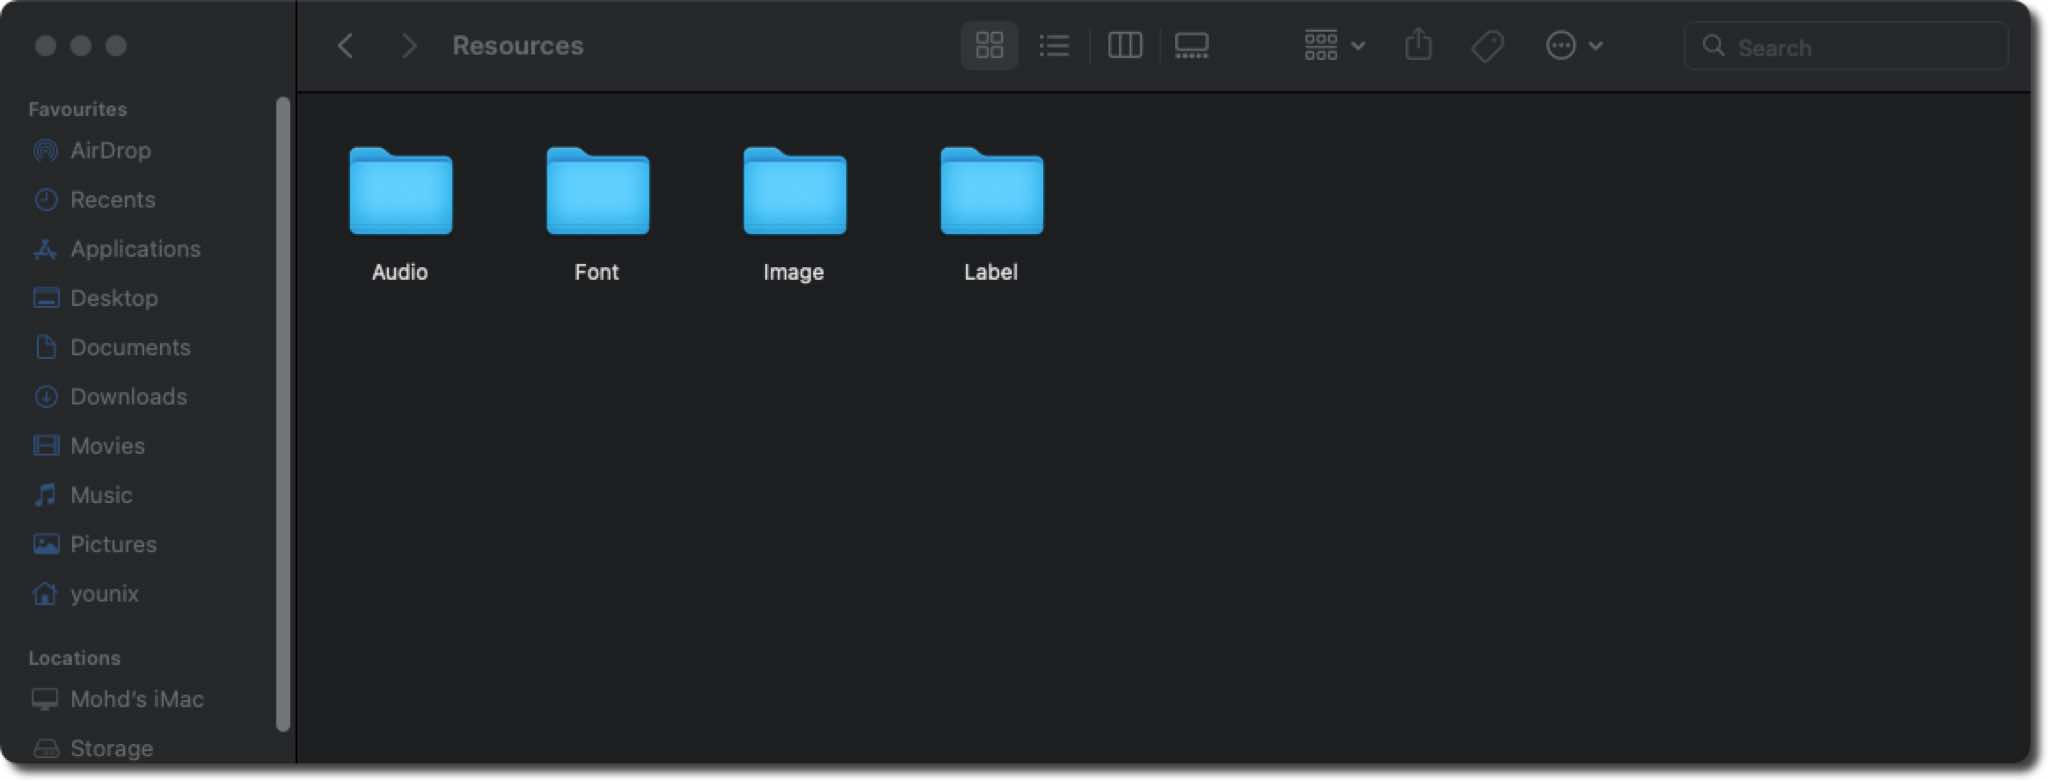 Resources
Search
Favourites
AirDrop
Recents
Applications
Desktop
Documents
Downloads
Movies
Music
Pictures
younix
Locations
Mohd's iMac
Storage
Audio
Font
Image
Label